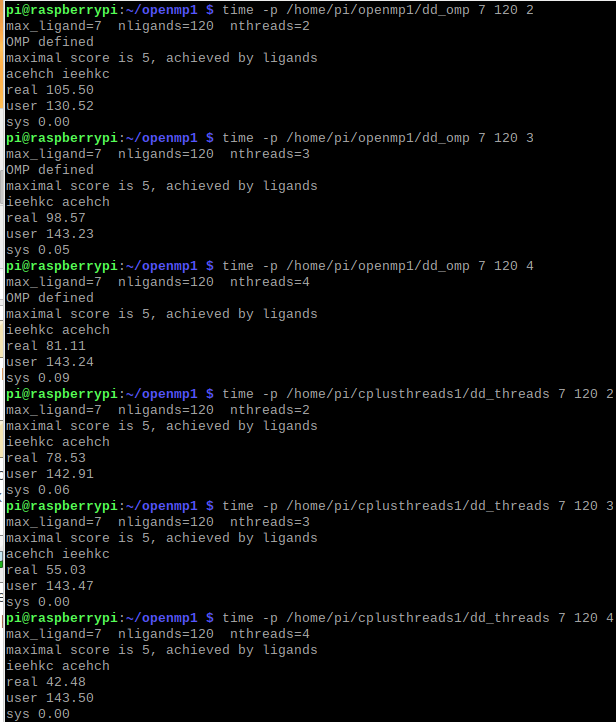 pi@raspberrypi:~/openmp1 $ time -p /home/pi/openmp1/dd_omp 7 120 2
max_ligand=7  nligands=120  nthreads=2
OMP defined
maximal score is 5, achieved by ligands
acehch ieehkc
real 105.50
user 130.52
sys 0.00
pi@raspberrypi:~/openmp1 $ time -p /home/pi/openmp1/dd_omp 7 120 3
max_ligand=7  nligands=120  nthreads=3
OMP defined
maximal score is 5, achieved by ligands
ieehkc acehch
real 98.57
user 143.23
sys 0.05
pi@raspberrypi:~/openmp1 $ time -p /home/pi/openmp1/dd_omp 7 120 4
max_ligand=7  nligands=120  nthreads=4
OMP defined
maximal score is 5, achieved by ligands
ieehkc acehch
real 81.11
user 143.24
sys 0.09
pi@raspberrypi:~/openmp1 $ time -p /home/pi/cplusthreads1/dd_threads 7 120 2
max_ligand=7  nligands=120  nthreads=2
maximal score is 5, achieved by ligands
ieehkc acehch
real 78.53
user 142.91
sys 0.06
pi@raspberrypi:~/openmp1 $ time -p /home/pi/cplusthreads1/dd_threads 7 120 3
max_ligand=7  nligands=120  nthreads=3
maximal score is 5, achieved by ligands
acehch ieehkc
real 55.03
user 143.47
sys 0.00
pi@raspberrypi:~/openmp1 $ time -p /home/pi/cplusthreads1/dd_threads 7 120 4
max_ligand=7  nligands=120  nthreads=4
maximal score is 5, achieved by ligands
ieehkc acehch
real 42.48
user 143.50
sys 0.00